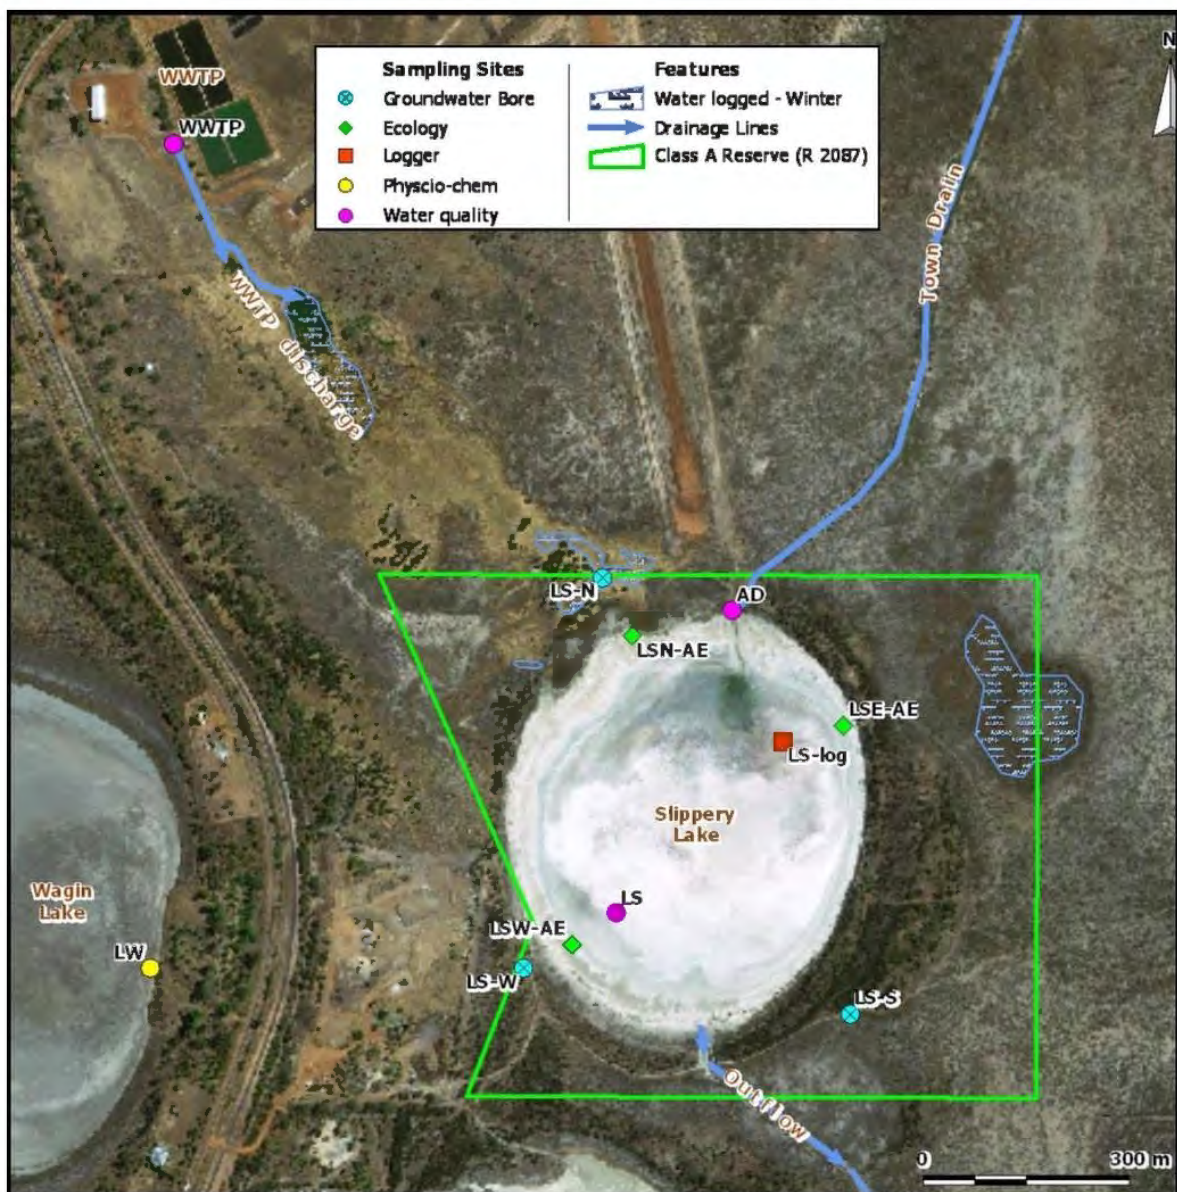 N
Sampling Sites
Groundwater Bore
Ecology
Logger
Physcio-chem
Water quality
Features
Water logged - Winter
Drainage Lines
Class A Reserve (R 2087)
WWTP
WWTP
WWTP discharge
Town Drain
LS-N
AD
LSN-AE
LSE-AE
LS-log
Slippery
Lake
Wagin
Lake
LS
LSW-AE
LW
LS-W
LS-S
Outflow
0 300 m